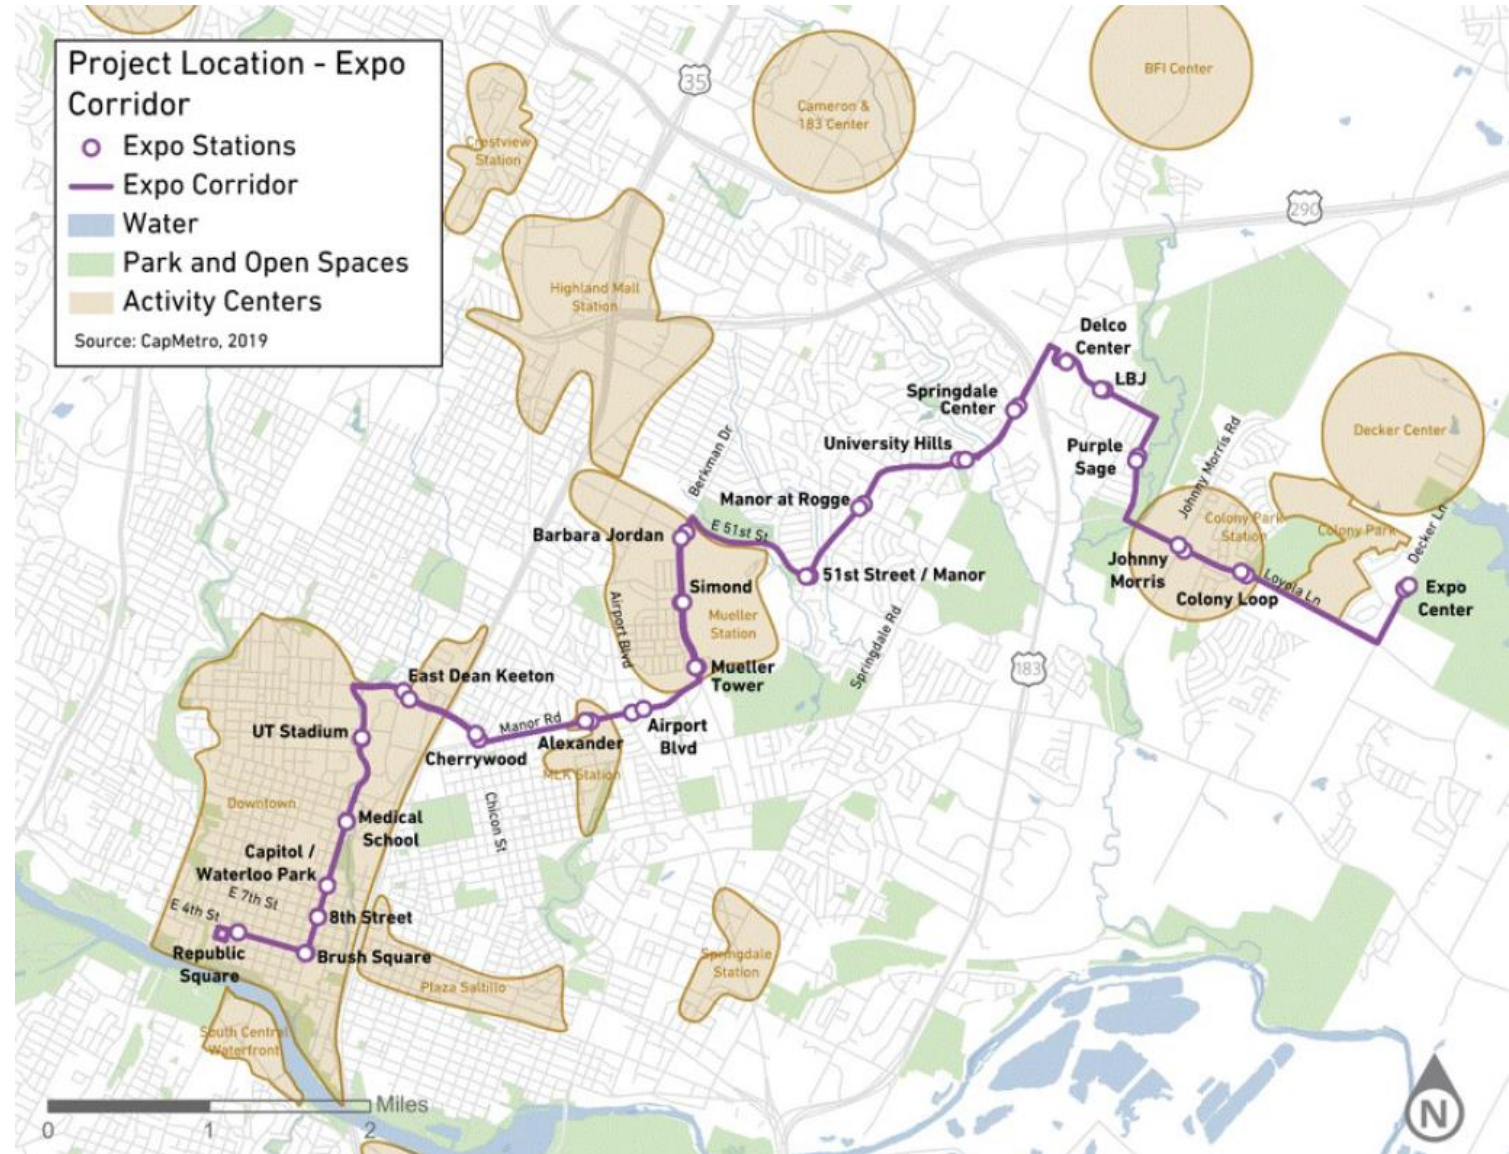 Project Location - Expo
Corridor
Expo Stations
Expo Corridor
Water
Park and Open Spaces
Activity Centers
Source: CapMetro, 2019
35
Cameron &
183 Center
BFI Center
Crestview
Station
290
Highland Mall
Station
Delco
Center
LBJ
Springdale
Center
University Hills
Purple
Sage
Johnny Morris Rd
Decker Center
Berkman Dr
Manor at Rogge
Barbara Jordan
E 51st St
Colony Park
Station
Colony Park
Decker Ln
51st Street / Manor
Johnny
Morris
Colony Loop
Loyola Ln
Expo
Center
Simond
Airport Blvd
Mueller
Station
Springdale Rd
183
Mueller
Tower
East Dean Keeton
UT Stadium
Manor Rd
Cherrywood
Alexander
Airport
Blvd
MLK Station
Downtown
Chicon St
Medical
School
Capitol /
Waterloo Park
E 7th St
E 4th St
8th Street
Republic
Square
Brush Square
Plaza Saltillo
Springdale
Station
South Central
Waterfront
Miles
0
1
2
N